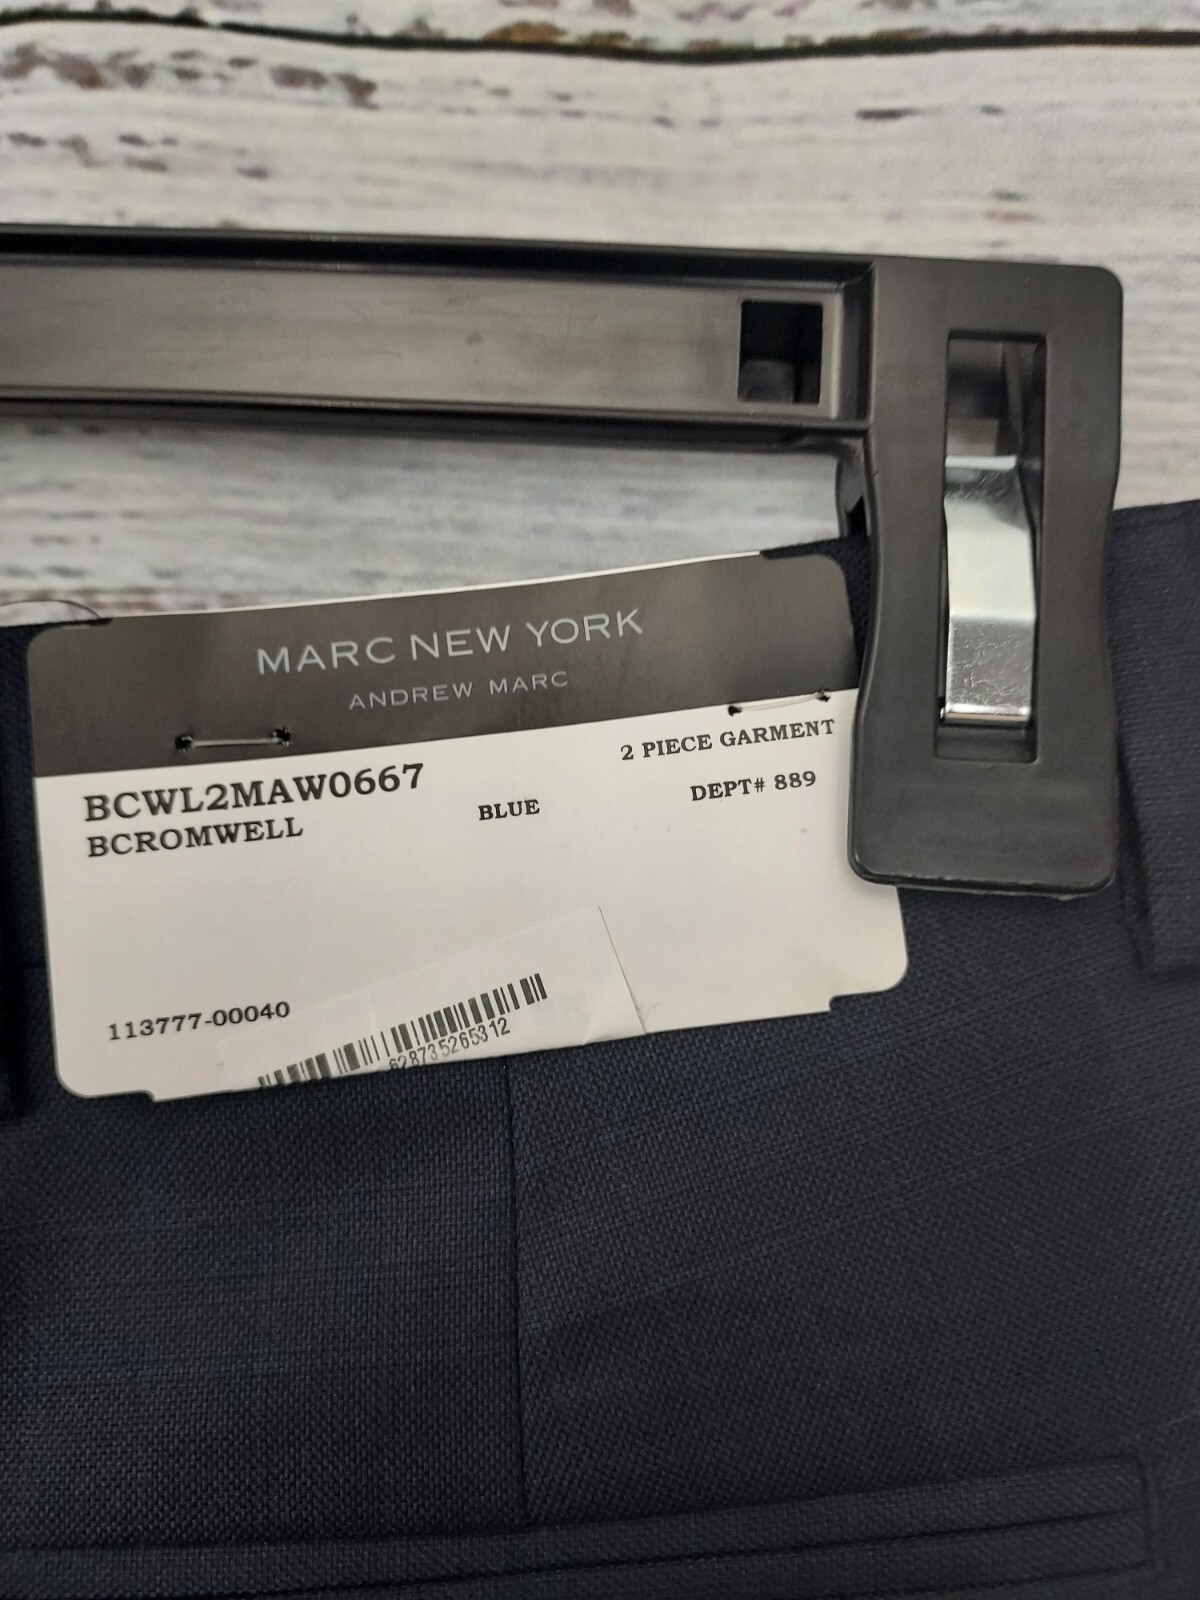 MARC NEW YORK
ANDREW MARC
2 PIECE GARMENT
BCWL2MAW0667
BCROMWELL
BLUE
DEPT# 889
113777-00040
628735265312